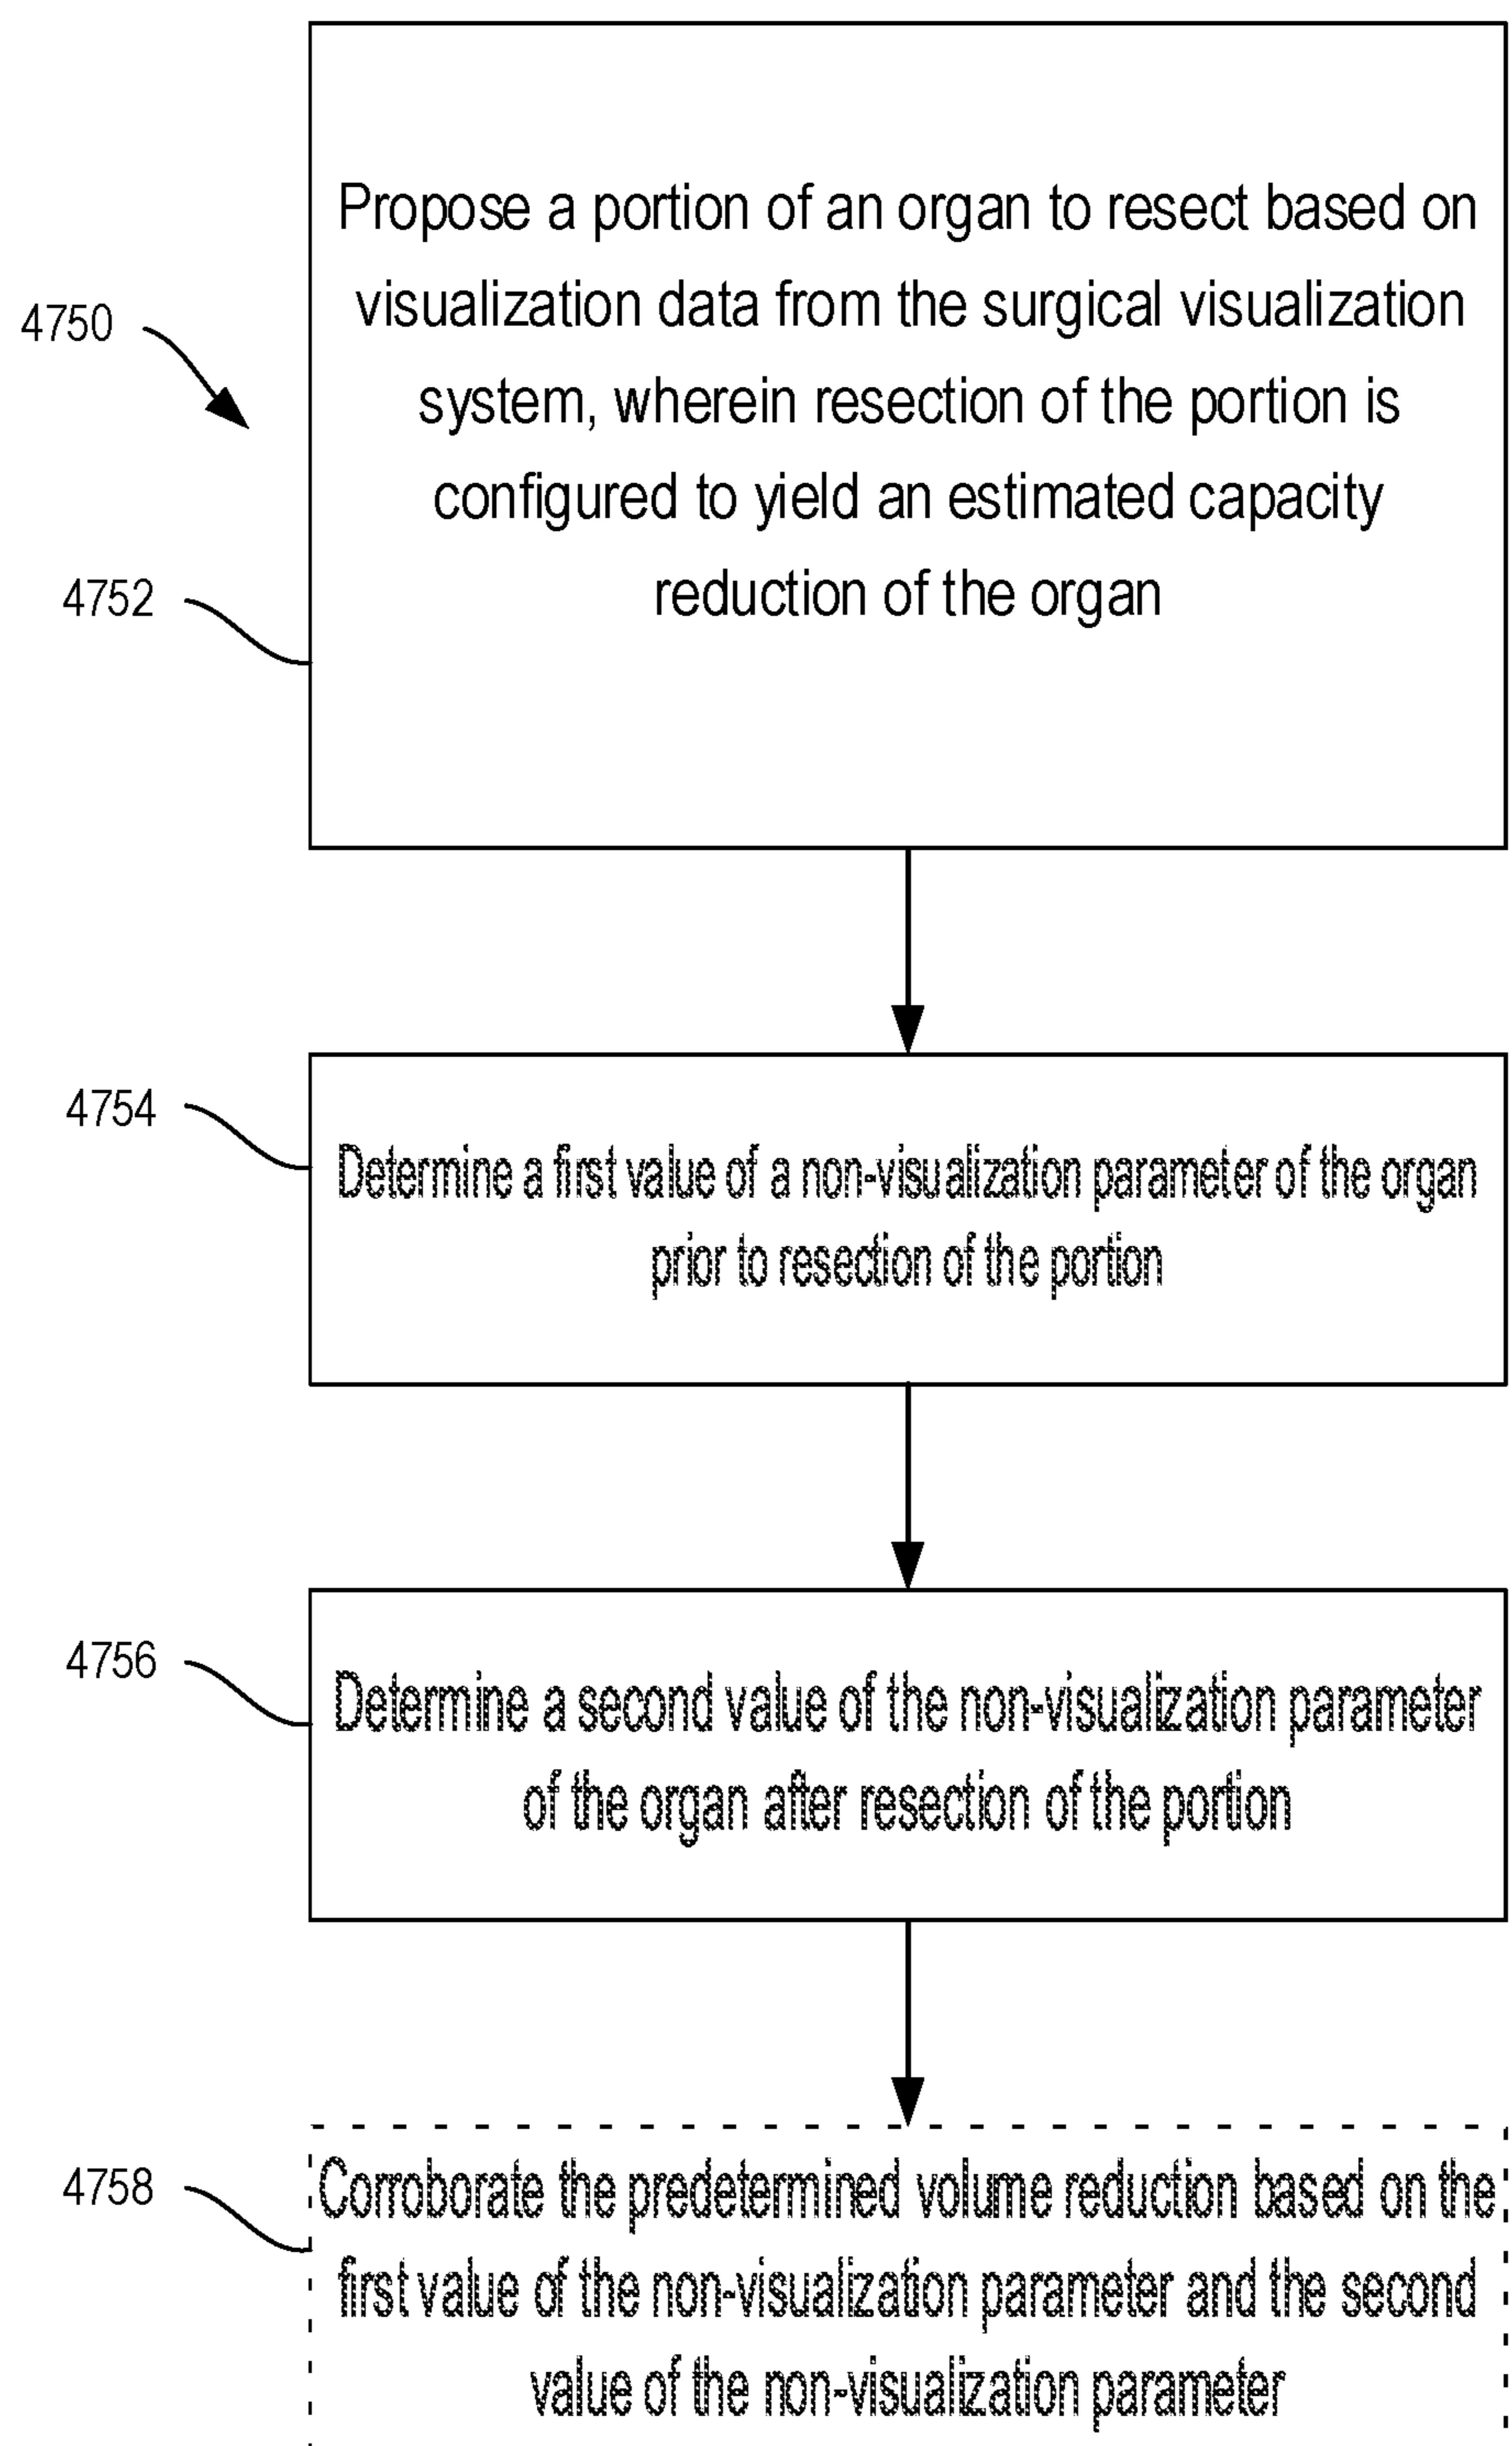 Propose a portion of an organ to resect based on
visualization data from the surgical visualization
system, wherein resection of the portion is
configured to yield an estimated capacity
reduction of the organ
4750
4752
4754
Determine a first value of a non-visualization parameter of the organ
prior to resection of the portion
4756
Determine a second value of the non-visualization parameter
of the organ after resection of the portion
4758
Corroborate the predetermined volume reduction based on the
first value of the non-visualization parameter and the second
value of the non-visualization parameter